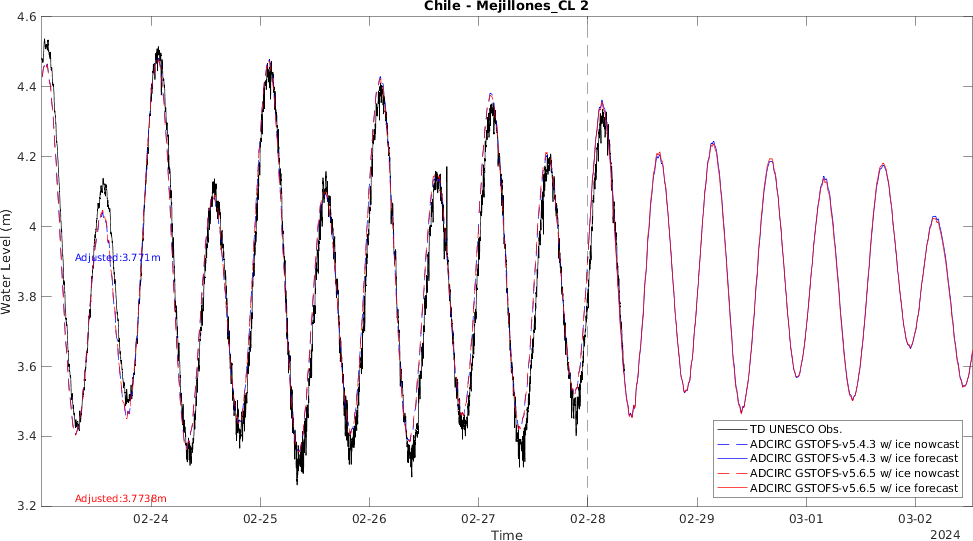 Chile - Mejillones_CL 2
4.6
4.4
4.2
4
3.8
3.6
3.4
3.2
Water Level (m)
Adjusted:3.771m
Adjusted:3.7738m
02-24
02-25
02-26
02-27
02-28
02-29
03-01
03-02
Time
2024
TD UNESCO Obs.
ADCIRC GSTOFS-v5.4.3 w/ ice nowcast
ADCIRC GSTOFS-v5.4.3 w/ ice forecast
ADCIRC GSTOFS-v5.6.5 w/ ice nowcast
ADCIRC GSTOFS-v5.6.5 w/ ice forecast